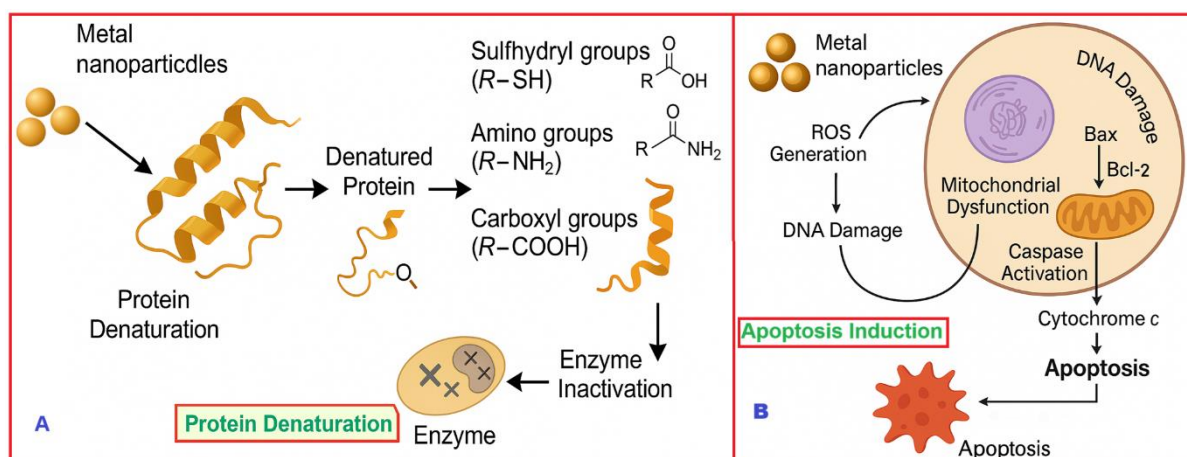 Metal
nanoparticdles
Protein
Denaturation
Denatured
Protein
O
Sulfhydryl groups
(R–SH)
O
R
OH
Amino groups
(R–NH₂)
O
R
NH₂
Carboxyl groups
(R–COOH)
Enzyme
Inactivation
Enzyme
Protein Denaturation
A
Metal
nanoparticles
ROS
Generation
DNA Damage
DNA Damage
Bax
Bcl-2
Mitochondrial
Dysfunction
Caspase
Activation
Cytochrome c
Apoptosis
Apoptosis
Apoptosis Induction
B